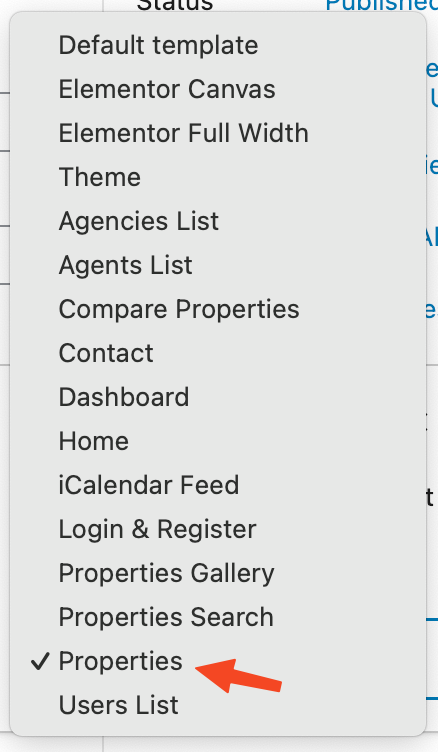 Status Published
Default template
Elementor Canvas
Elementor Full Width
Theme
Agencies List
Agents List
Compare Properties
Contact
Dashboard
Home
iCalendar Feed
Login & Register
Properties Gallery
Properties Search
✓ Properties
Users List